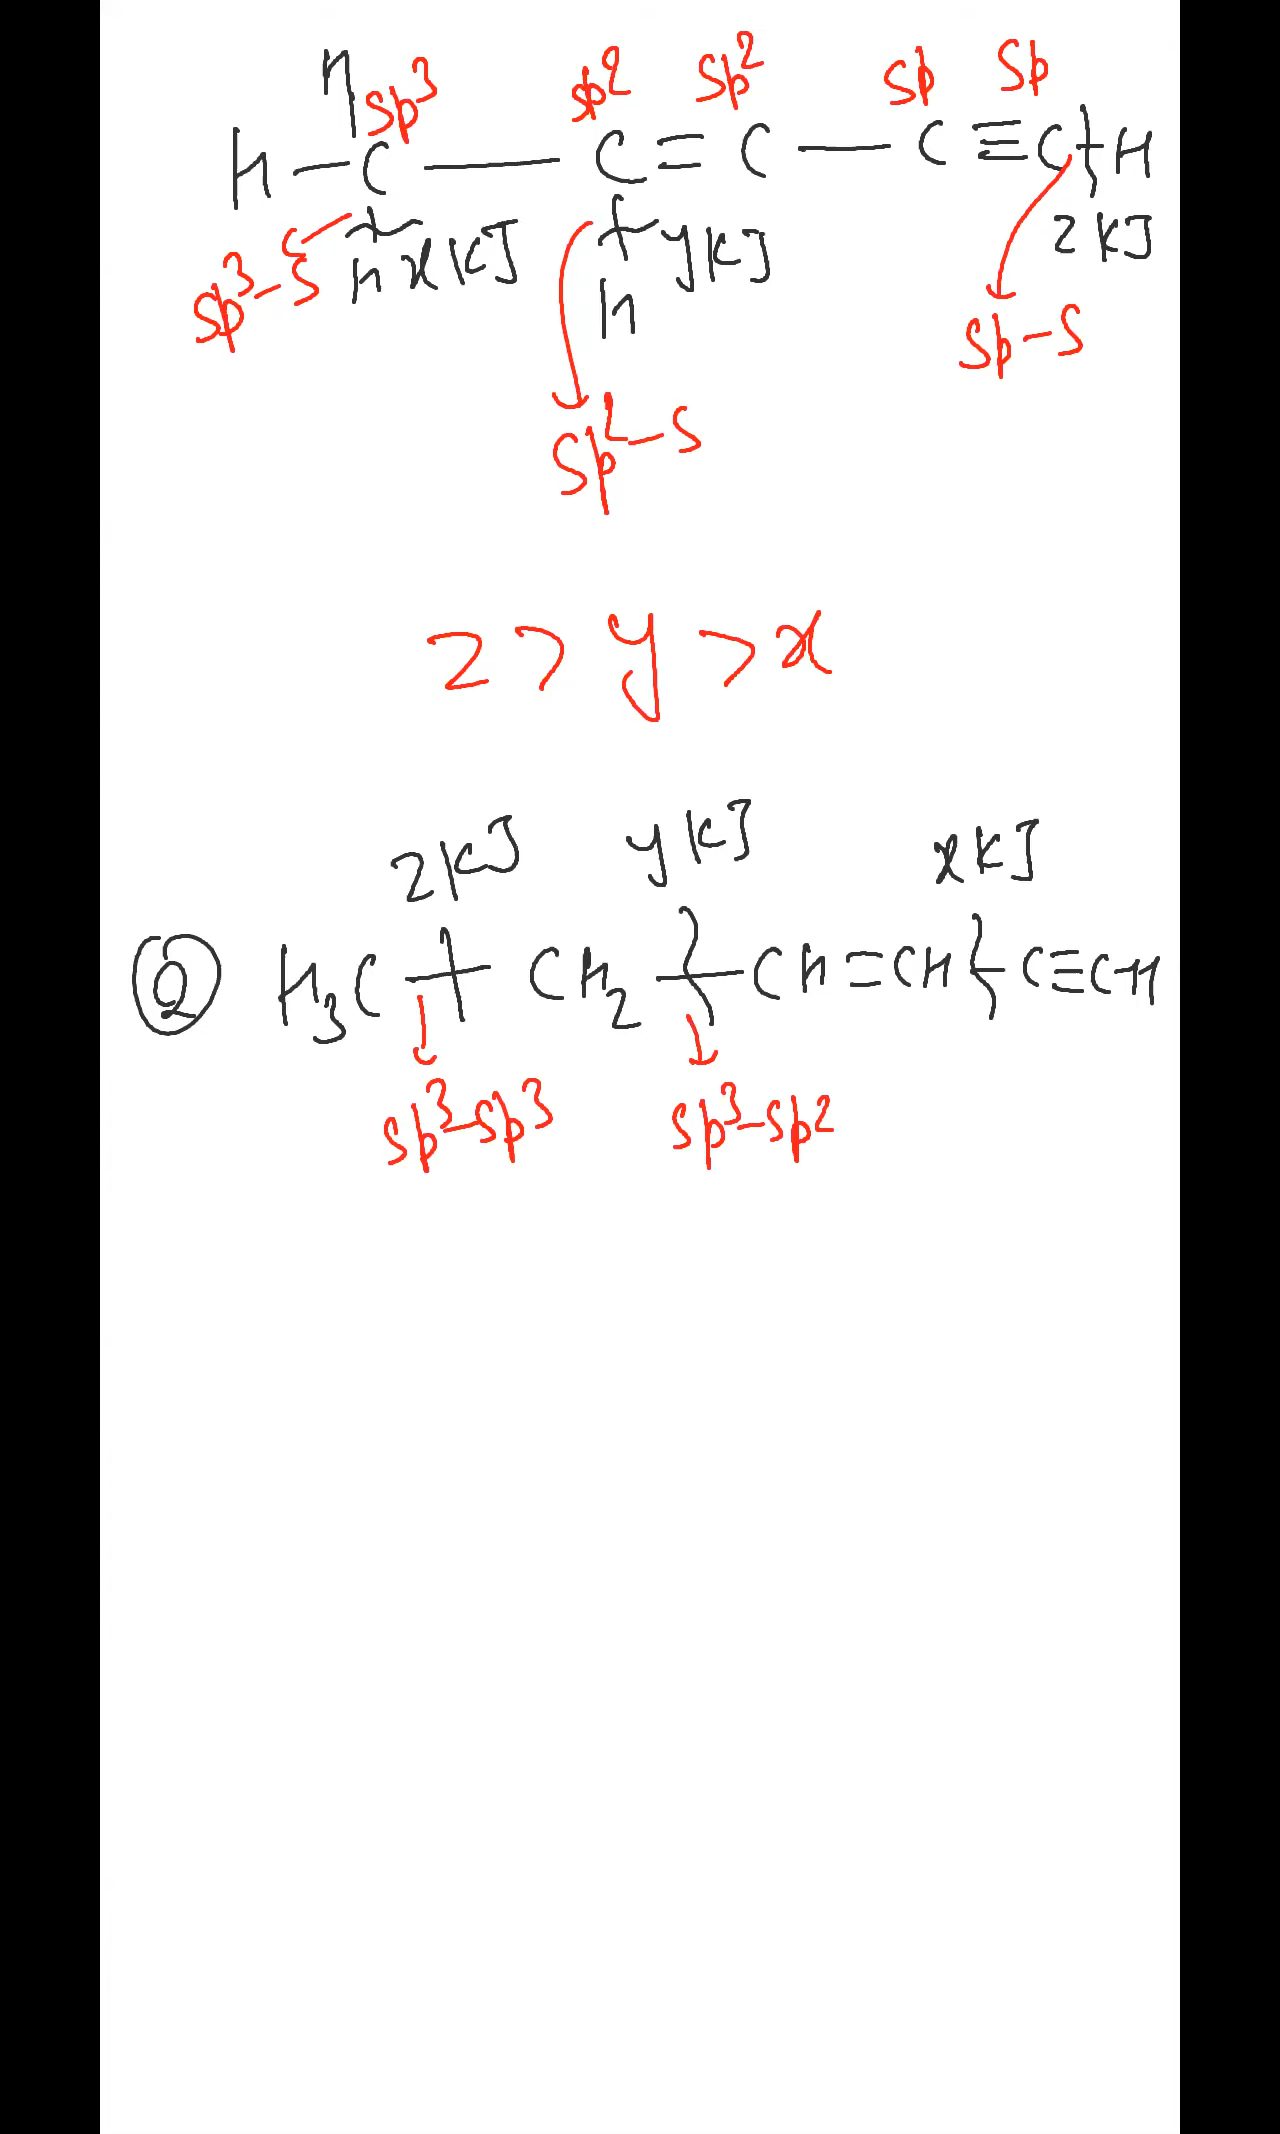 H
sp³ sp² sp² sp sp
H - C - C = C - C ≡ C - H
sp³-s H x KJ y KJ z KJ
H
sp-s
sp²-s
z > y > x
z KJ y KJ x KJ
Q H₃C - CH₂ - CH = CH - C ≡ CH
sp³-sp³ sp³-sp²